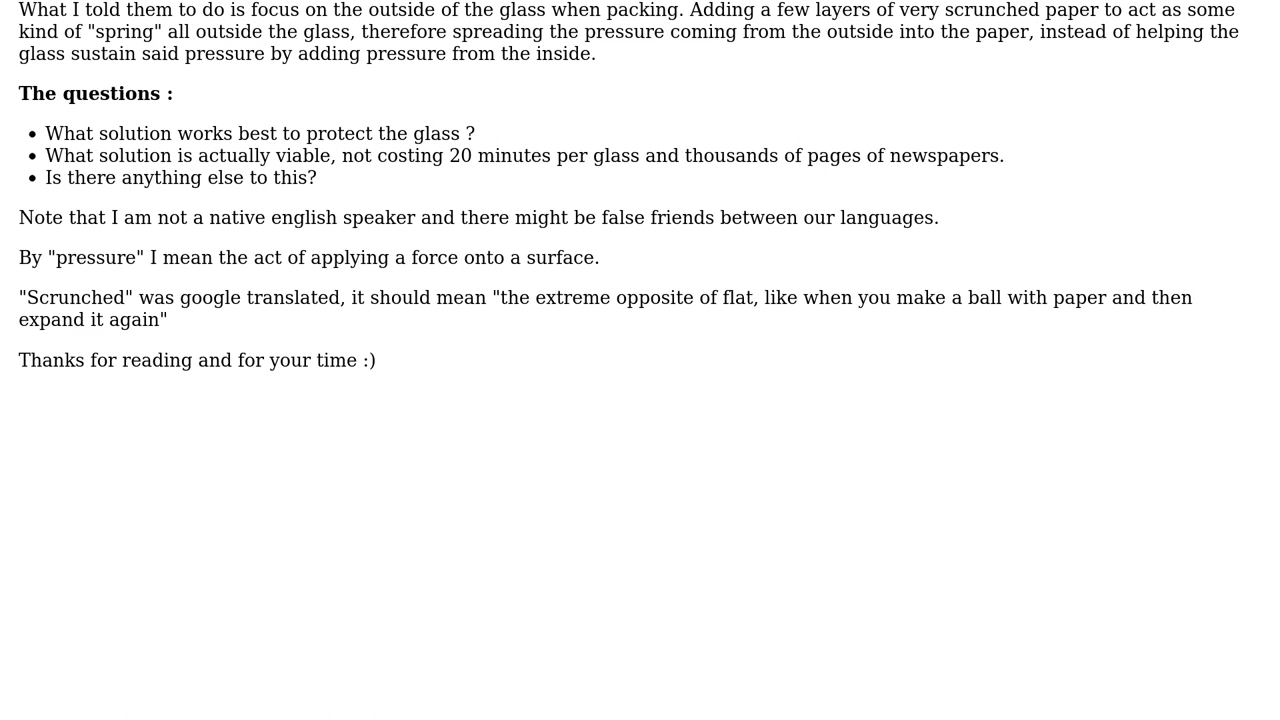 What I told them to do is focus on the outside of the glass when packing. Adding a few layers of very scrunched paper to act as some
kind of "spring" all outside the glass, therefore spreading the pressure coming from the outside into the paper, instead of helping the
glass sustain said pressure by adding pressure from the inside.
The questions :
• What solution works best to protect the glass ?
• What solution is actually viable, not costing 20 minutes per glass and thousands of pages of newspapers.
• Is there anything else to this?
Note that I am not a native english speaker and there might be false friends between our languages.
By "pressure" I mean the act of applying a force onto a surface.
"Scrunched" was google translated, it should mean "the extreme opposite of flat, like when you make a ball with paper and then
expand it again"
Thanks for reading and for your time :)